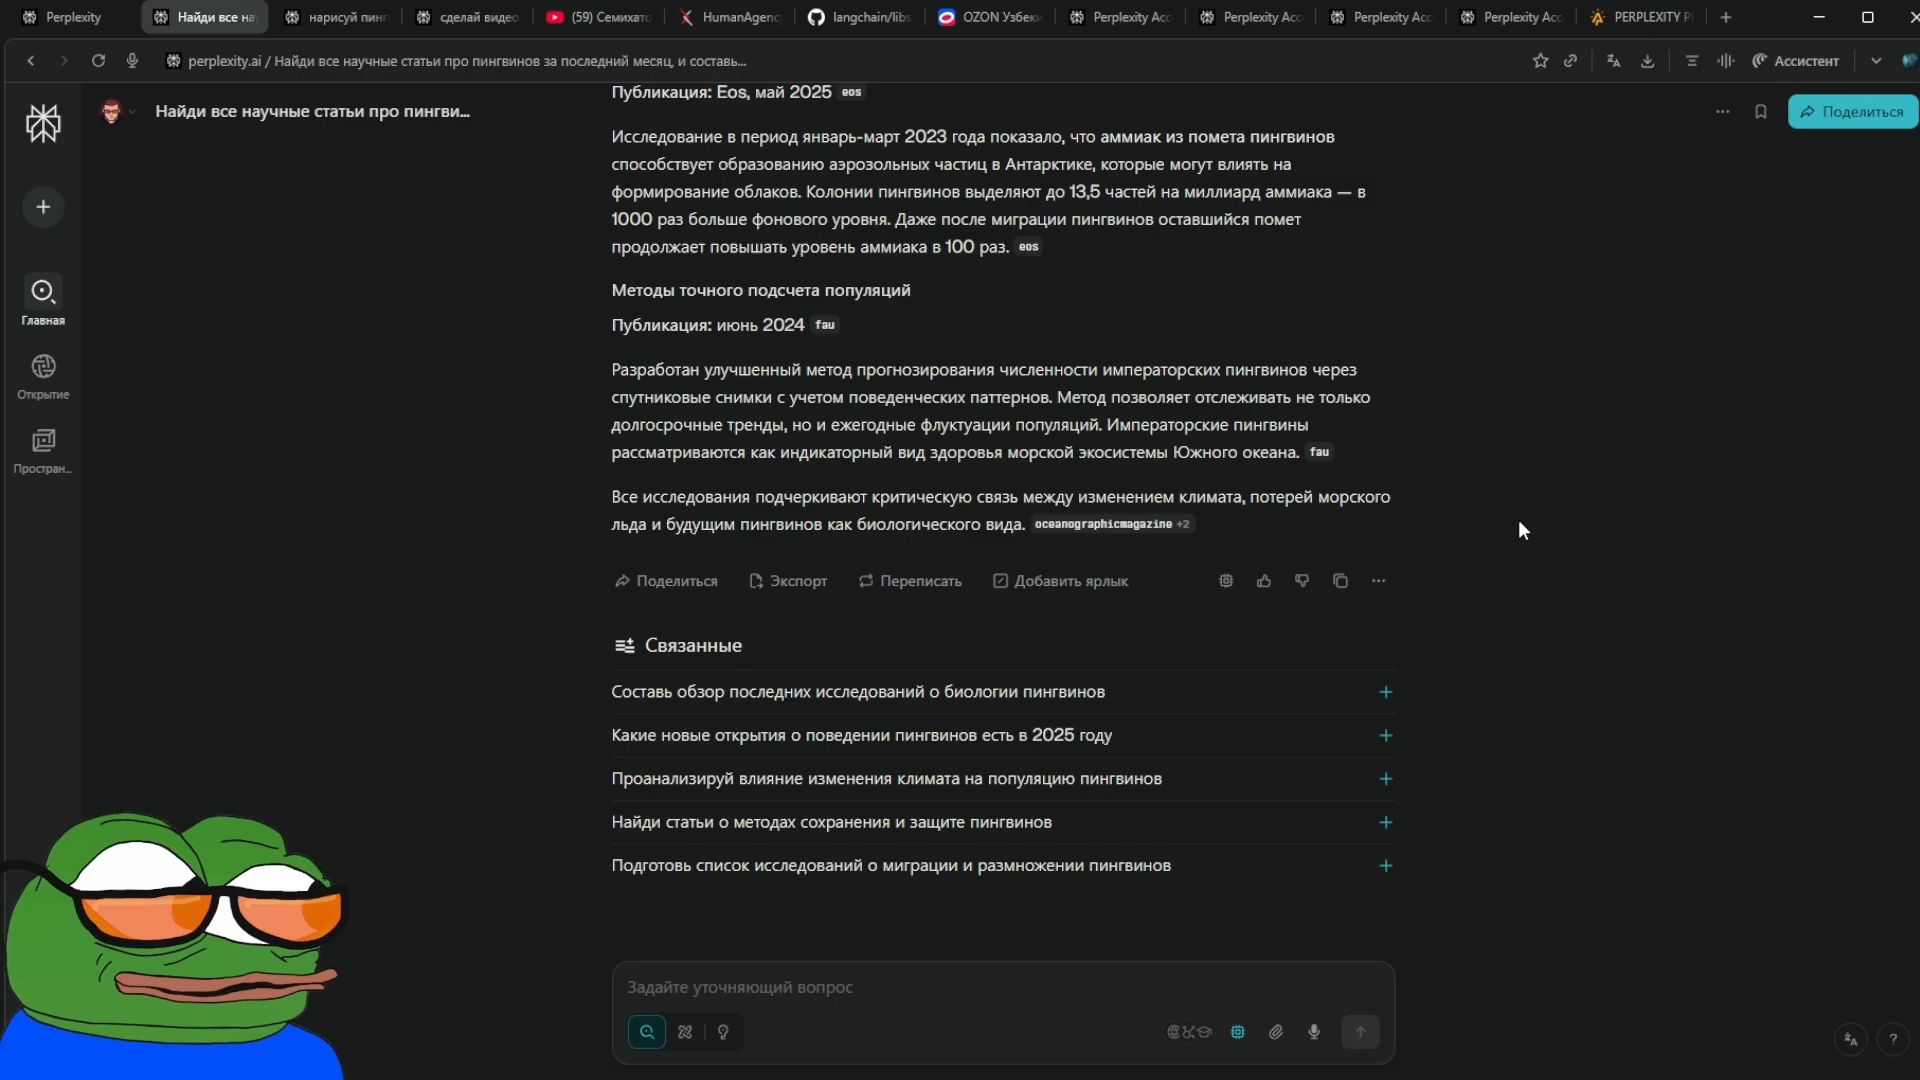 Perplexity
Найди все на
нарисуй пинг
сделай видео
(59) Семихато
HumanAgenc
langchain/libs
OZON Узбеки
Perplexity Acc
Perplexity Acc
Perplexity Acc
Perplexity Acc
PERPLEXITY P
perplexity.ai / Найди все научные статьи про пингвинов за последний месяц, и составь...
Ассистент
Найди все научные статьи про пингви...
Поделиться
Главная
Открытие
Простран...
Публикация: Eos, май 2025 eos
Исследование в период январь-март 2023 года показало, что аммиак из помета пингвинов
способствует образованию аэрозольных частиц в Антарктике, которые могут влиять на
формирование облаков. Колонии пингвинов выделяют до 13,5 частей на миллиард аммиака — в
1000 раз больше фонового уровня. Даже после миграции пингвинов оставшийся помет
продолжает повышать уровень аммиака в 100 раз. eos
Методы точного подсчета популяций
Публикация: июнь 2024 fau
Разработан улучшенный метод прогнозирования численности императорских пингвинов через
спутниковые снимки с учетом поведенческих паттернов. Метод позволяет отслеживать не только
долгосрочные тренды, но и ежегодные флуктуации популяций. Императорские пингвины
рассматриваются как индикаторный вид здоровья морской экосистемы Южного океана. fau
Все исследования подчеркивают критическую связь между изменением климата, потерей морского
льда и будущим пингвинов как биологического вида. oceanographicmagazine +2
Поделиться
Экспорт
Переписать
Добавить ярлык
Связанные
Составь обзор последних исследований о биологии пингвинов
Какие новые открытия о поведении пингвинов есть в 2025 году
Проанализируй влияние изменения климата на популяцию пингвинов
Найди статьи о методах сохранения и защите пингвинов
Подготовь список исследований о миграции и размножении пингвинов
Задайте уточняющий вопрос